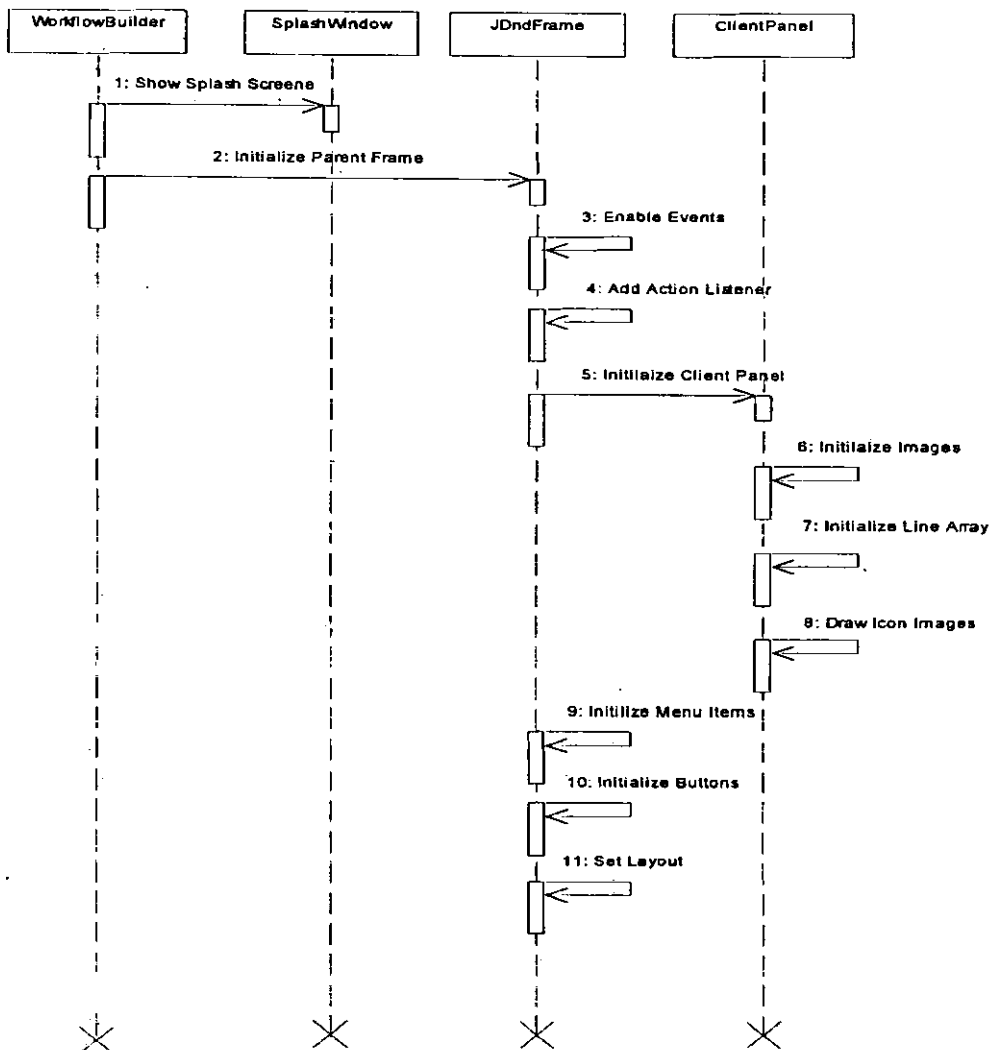 WorkflowBuilder
SplashWindow
JDndFrame
ClientPanel
1: Show Splash Screene
2: Initialize Parent Frame
3: Enable Events
4: Add Action Listener
5: Initilaize Client Panel
6: Initilaize Images
7: Initialize Line Array
8: Draw Icon Images
9: Initilize Menu Items
10: Initialize Buttons
11: Set Layout